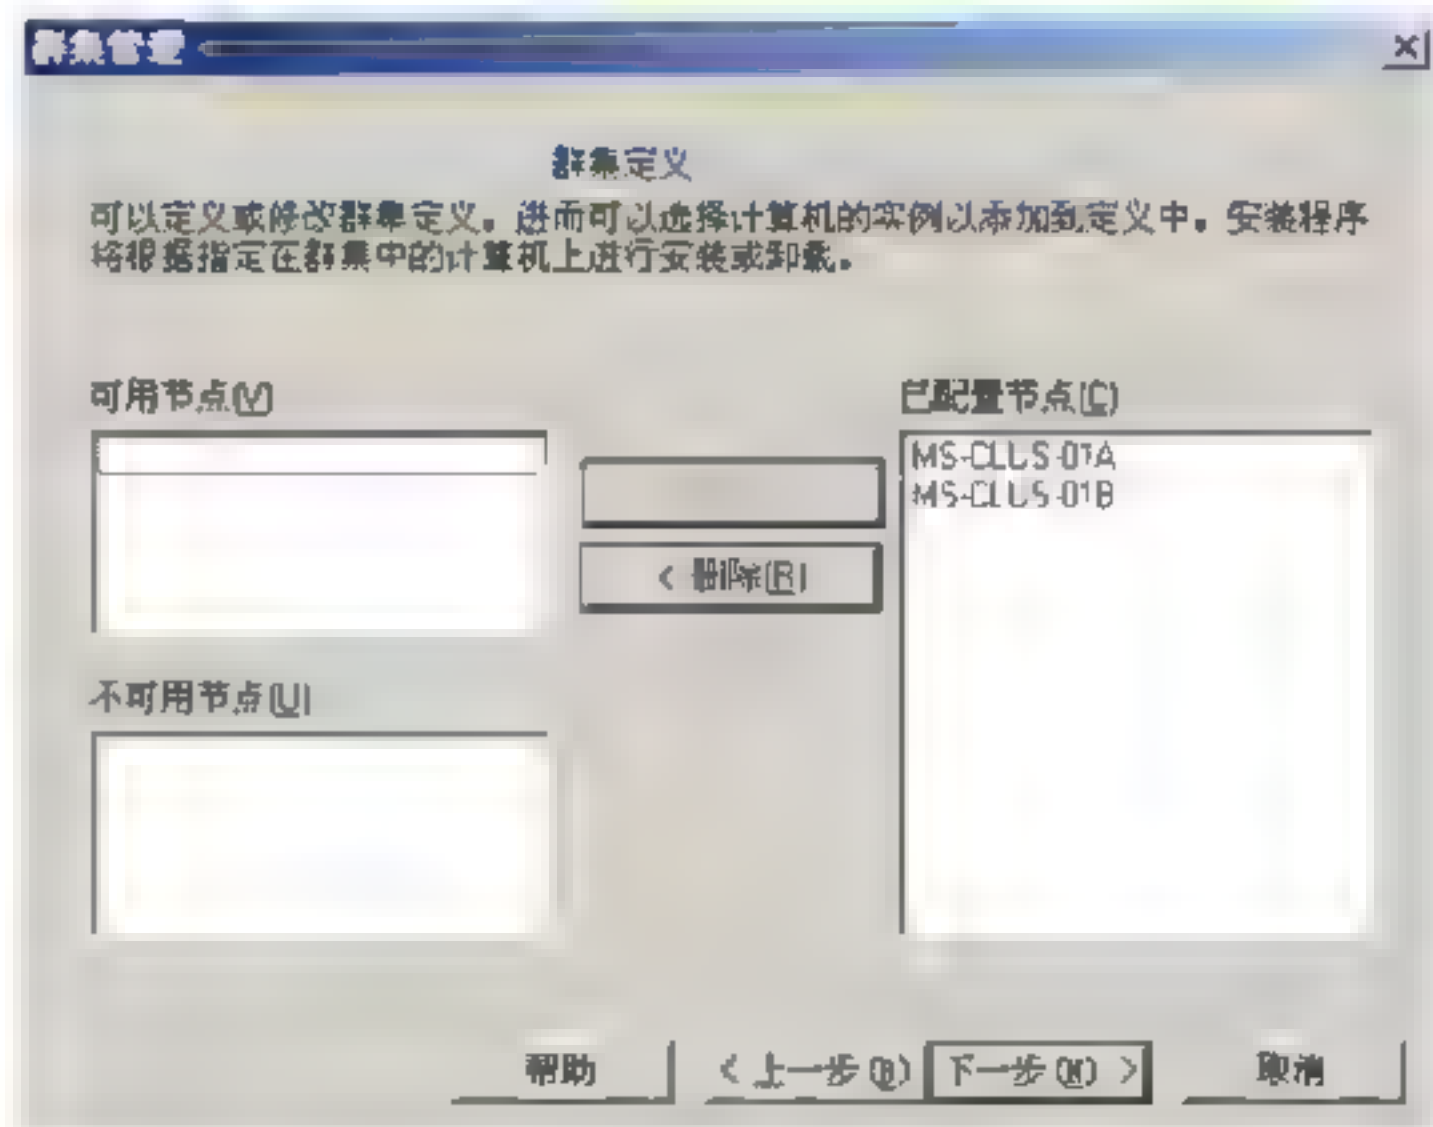 群集管理
群集定义
可以定义或修改群集定义。进而可以选择计算机的实例以添加到定义中。安装程序
将根据指定在群集中的计算机上进行安装或卸载。
可用节点(V)
已配置节点(C)
MS-CLUS-01A
MS-CLUS-01B
< 删除(R)
不可用节点(U)
帮助
< 上一步(B)
下一步(N) >
取消